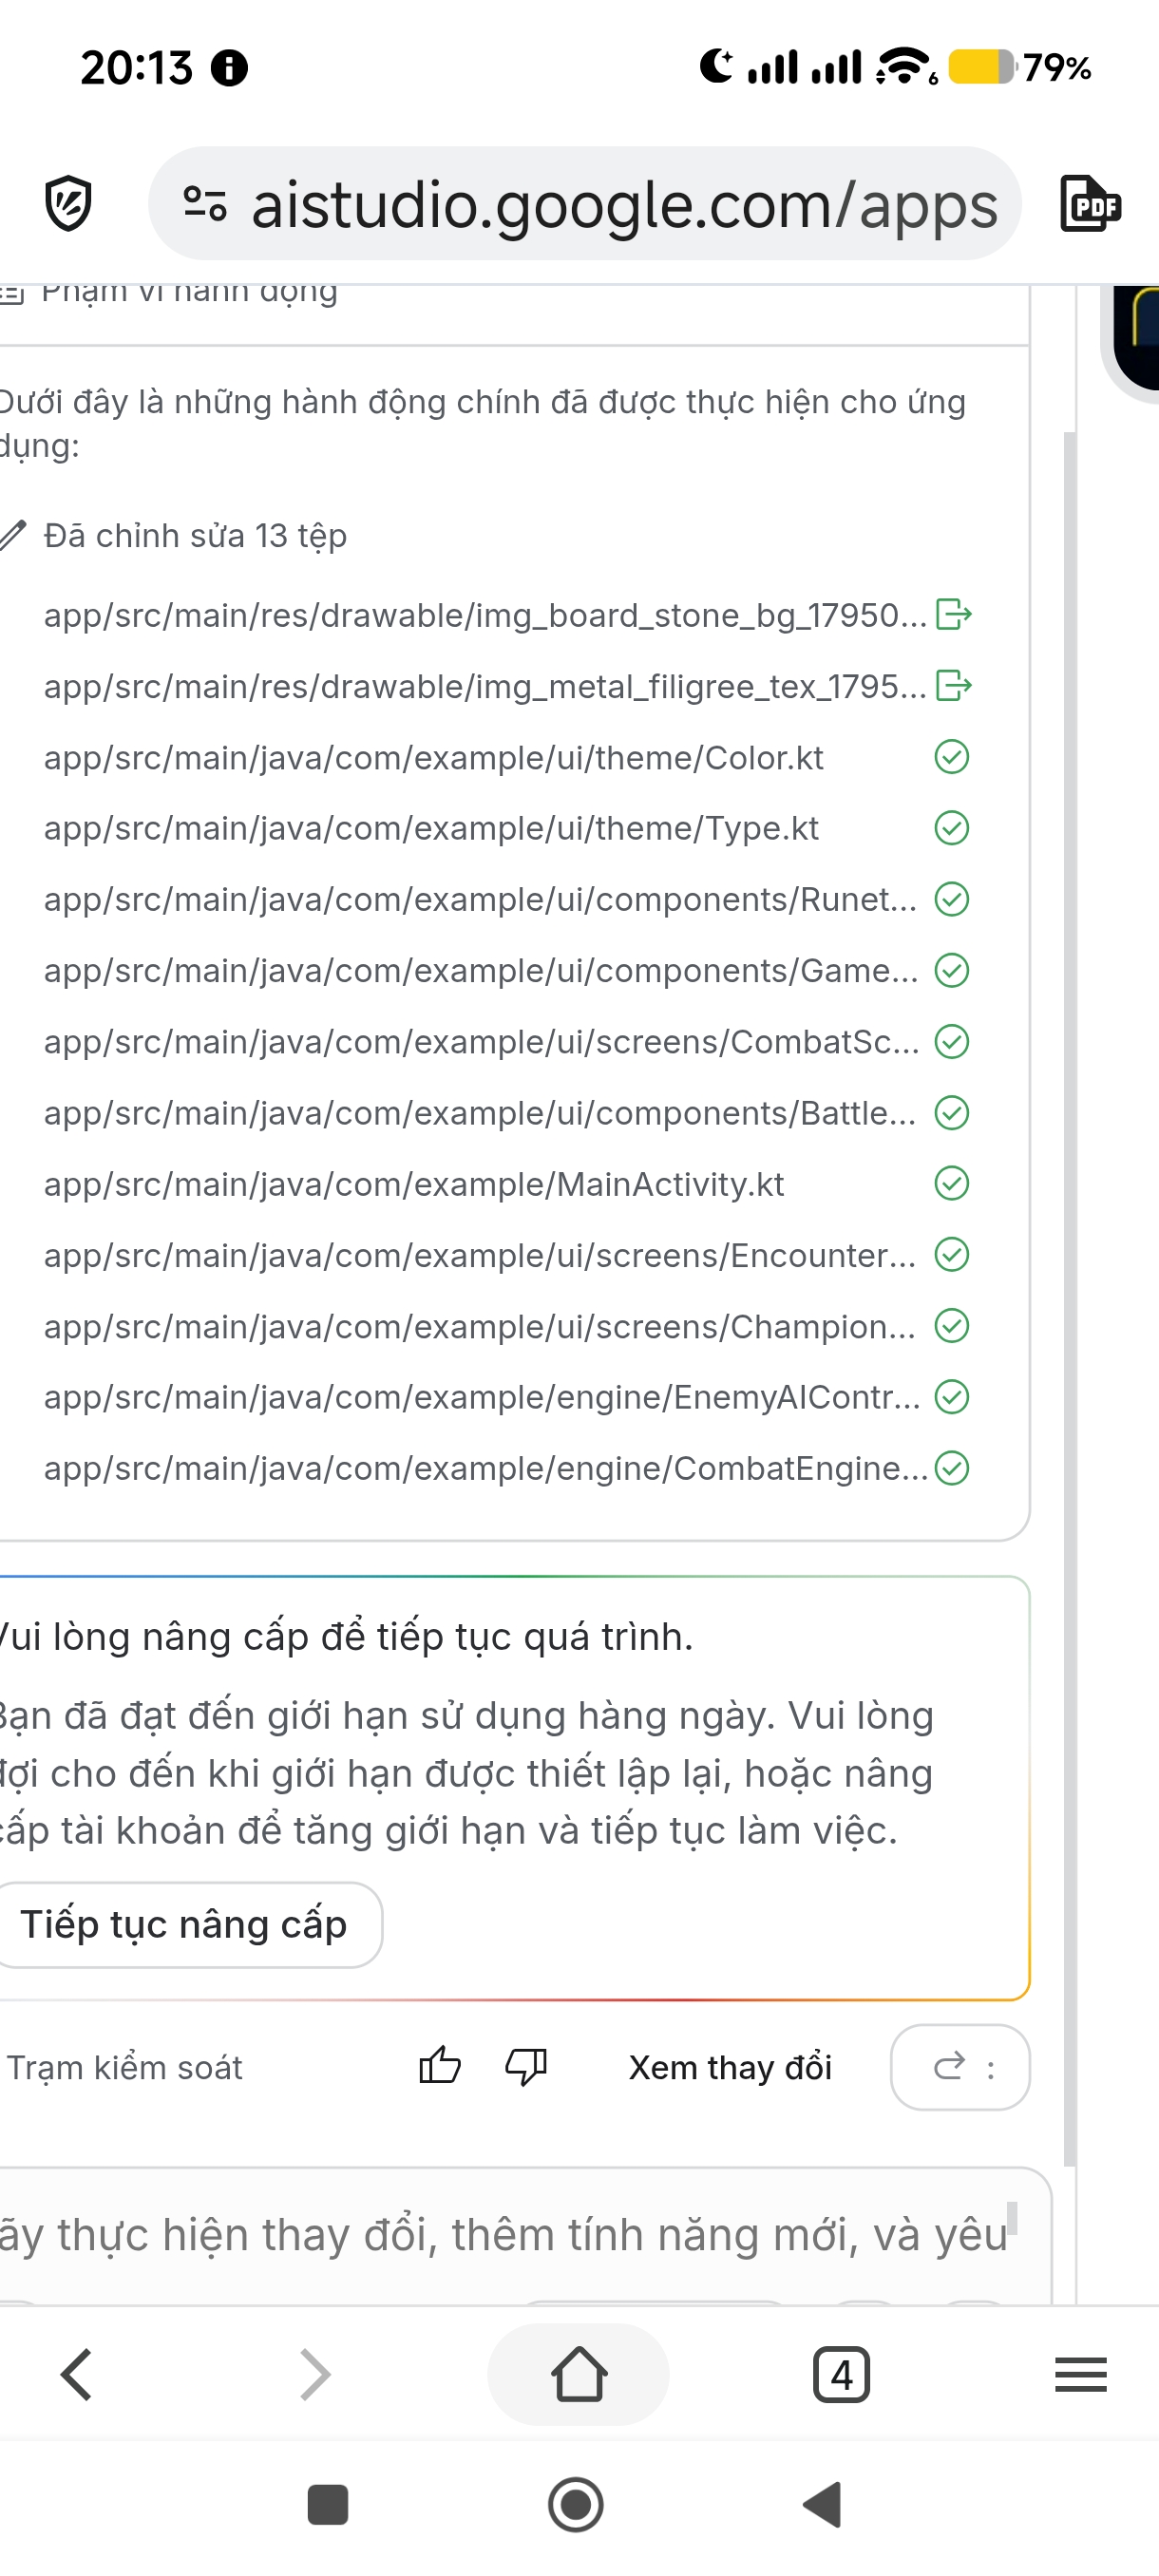 20:13
79%
aistudio.google.com/apps
PDF
Phạm vi hành động
Dưới đây là những hành động chính đã được thực hiện cho ứng
dụng:
Đã chỉnh sửa 13 tệp
app/src/main/res/drawable/img_board_stone_bg_17950...
app/src/main/res/drawable/img_metal_filigree_tex_1795...
app/src/main/java/com/example/ui/theme/Color.kt
app/src/main/java/com/example/ui/theme/Type.kt
app/src/main/java/com/example/ui/components/Runet...
app/src/main/java/com/example/ui/components/Game...
app/src/main/java/com/example/ui/screens/CombatSc...
app/src/main/java/com/example/ui/components/Battle...
app/src/main/java/com/example/MainActivity.kt
app/src/main/java/com/example/ui/screens/Encounter...
app/src/main/java/com/example/ui/screens/Champion...
app/src/main/java/com/example/engine/EnemyAIContr...
app/src/main/java/com/example/engine/CombatEngine...
Vui lòng nâng cấp để tiếp tục quá trình.
Bạn đã đạt đến giới hạn sử dụng hàng ngày. Vui lòng
đợi cho đến khi giới hạn được thiết lập lại, hoặc nâng
cấp tài khoản để tăng giới hạn và tiếp tục làm việc.
Tiếp tục nâng cấp
Trạm kiểm soát
Xem thay đổi
ãy thực hiện thay đổi, thêm tính năng mới, và yêu
4